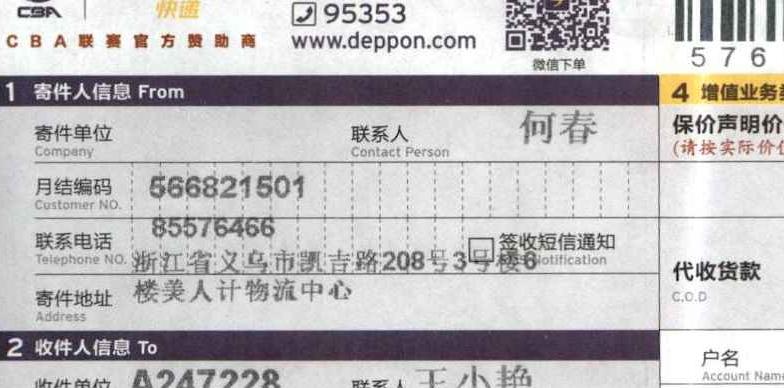 CBA
快递
95353
CBA联赛官方赞助商
www.deppon.com
微信下单
576
1 寄件人信息 From
4 增值业务
寄件单位
Company
联系人
Contact Person
何春
保价声明价
(请按实际价
月结编码
Customer NO.
566821501
联系电话
Telephone NO.
85576466
签收短信通知
Notification
寄件地址
Address
浙江省义乌市凯吉路208号3号楼6
楼美人计物流中心
代收货款
C.O.D
2 收件人信息 To
户名
Account Name
收件单位
A247228
联系人
王小艳